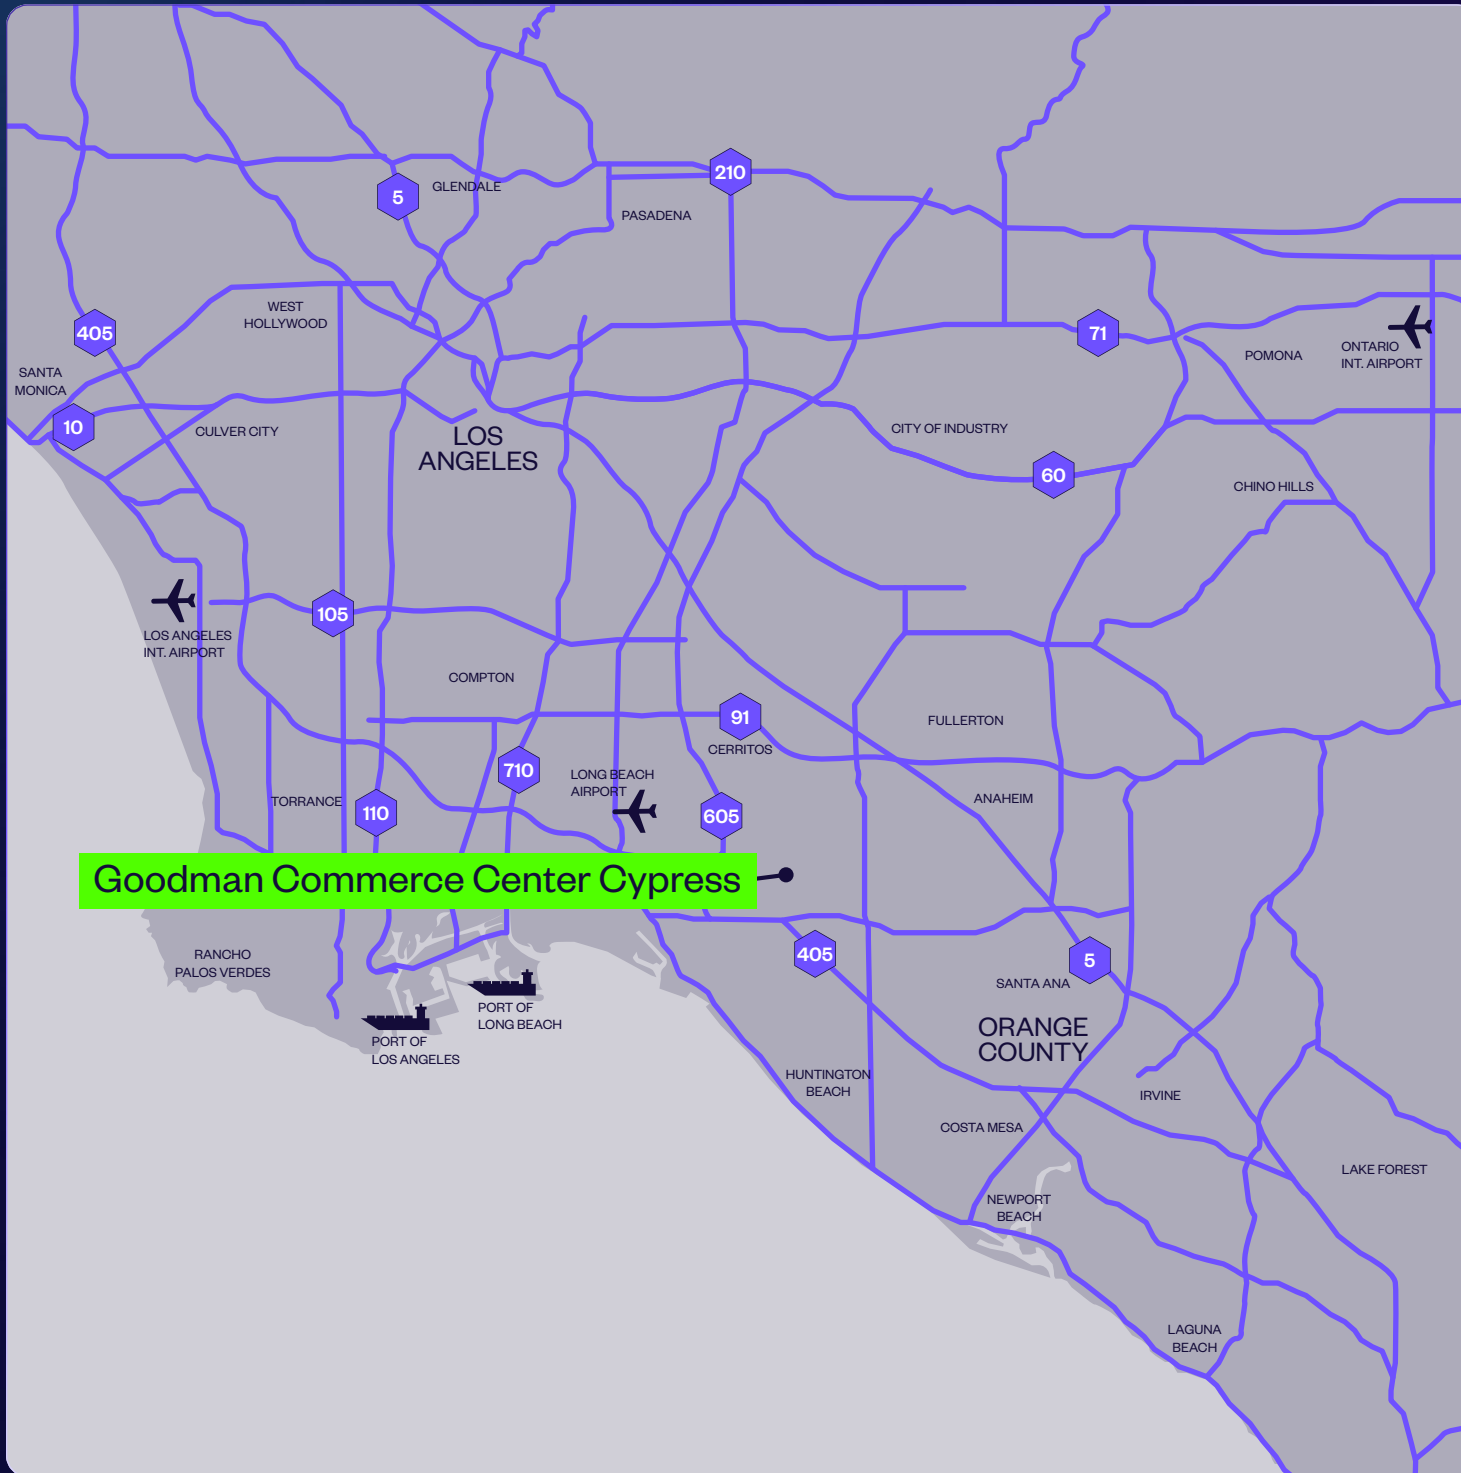 210
5
GLENDALE
PASADENA
WEST
HOLLYWOOD
405
71
ONTARIO
INT. AIRPORT
POMONA
SANTA
MONICA
10
CULVER CITY
LOS
ANGELES
CITY OF INDUSTRY
60
CHINO HILLS
105
LOS ANGELES
INT. AIRPORT
COMPTON
91
CERRITOS
FULLERTON
710
LONG BEACH
AIRPORT
TORRANCE
110
605
ANAHEIM
Goodman Commerce Center Cypress
RANCHO
PALOS VERDES
405
5
SANTA ANA
PORT OF
LONG BEACH
PORT OF
LOS ANGELES
ORANGE
COUNTY
HUNTINGTON
BEACH
IRVINE
COSTA MESA
LAKE FOREST
NEWPORT
BEACH
LAGUNA
BEACH